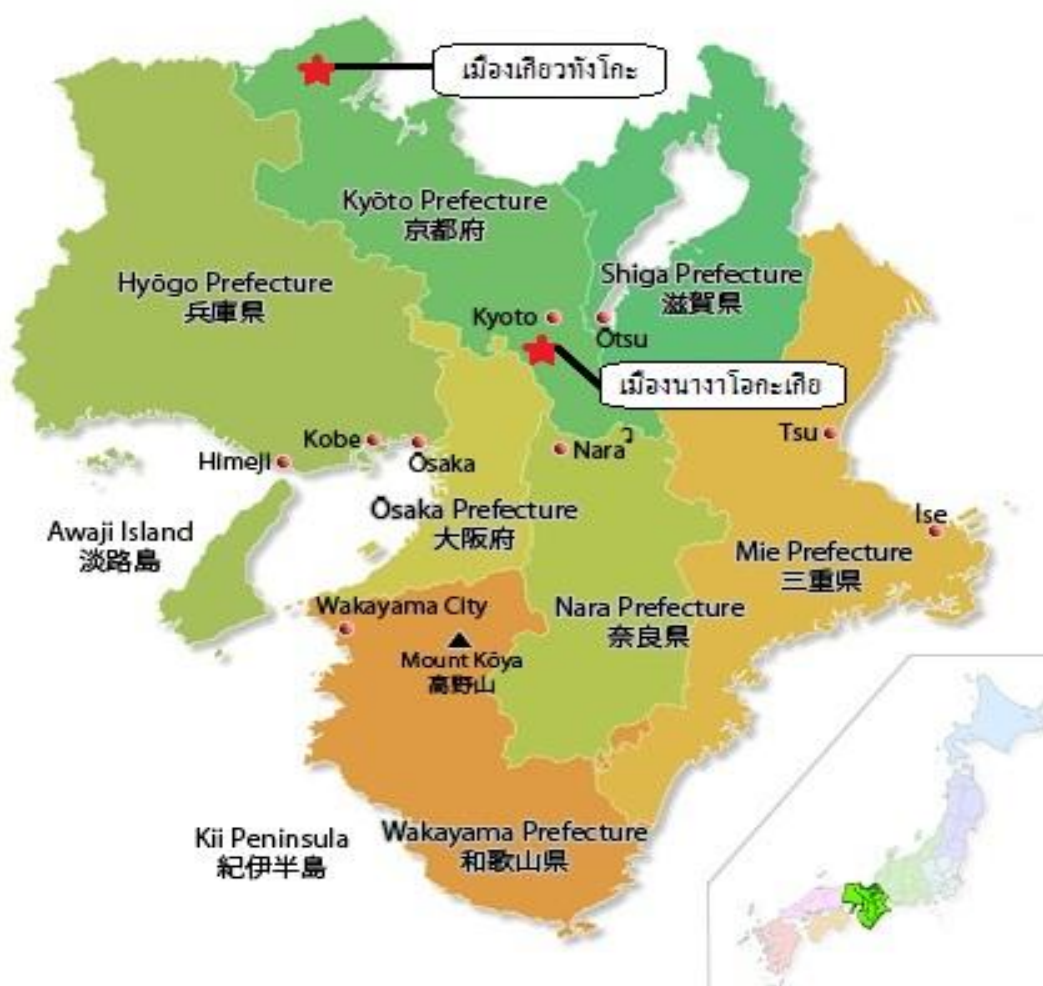 เมืองเกียวทังโกะ
Kyōto Prefecture
京都府
Hyōgo Prefecture
兵庫県
Shiga Prefecture
滋賀県
Kyoto
Ōtsu
เมืองนางาโอกะเกีย
ว
Kobe
Ōsaka
Himeji
Nara
Tsu
Ōsaka Prefecture
大阪府
Awaji Island
淡路島
Ise
Mie Prefecture
三重県
Wakayama City
Nara Prefecture
奈良県
Mount Kōya
高野山
Kii Peninsula
紀伊半島
Wakayama Prefecture
和歌山県